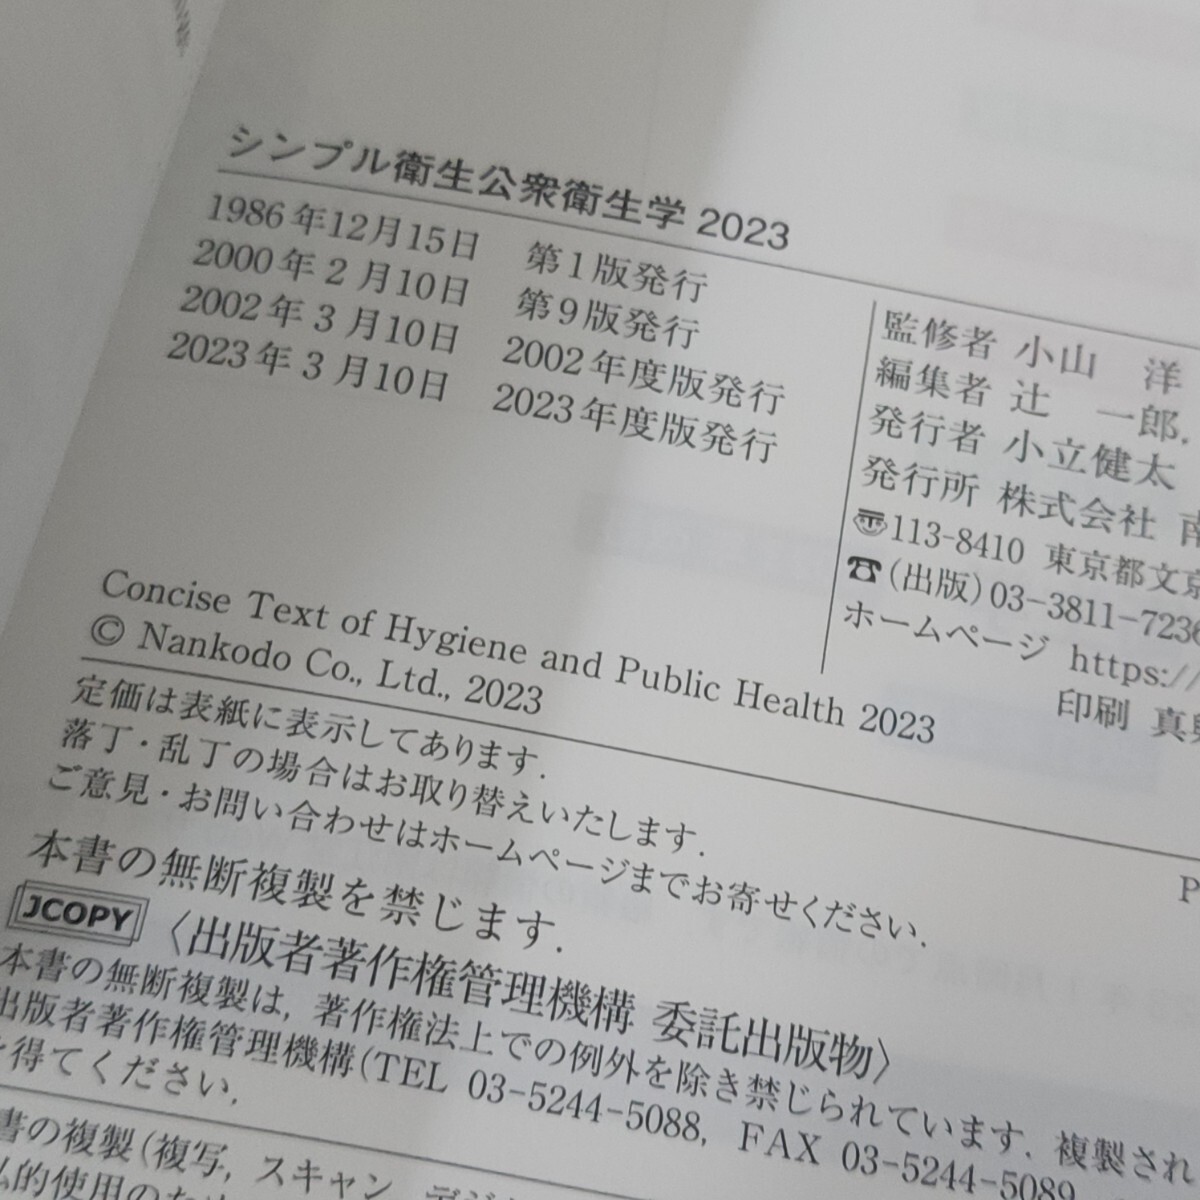 シンプル衛生公衆衛生学 2023
1986年12月15日 第1版発行
2000年2月10日 第9版発行
2002年3月10日 2002年度版発行
2023年3月10日 2023年度版発行
監修者 小山 洋
編集者 辻 一郎,
発行者 小立健太
発行所 株式会社 南
〠113-8410 東京都文京
☎(出版) 03-3811-7236
ホームページ https://
印刷 真
Concise Text of Hygiene and Public Health 2023
© Nankodo Co., Ltd., 2023
定価は表紙に表示してあります.
落丁・乱丁の場合はお取り替えいたします.
ご意見・お問い合わせはホームページまでお寄せください.
P
本書の無断複製を禁じます.
JCOPY 〈出版者著作権管理機構 委託出版物〉
本書の無断複製は, 著作権法上での例外を除き禁じられています. 複製され
出版者著作権管理機構 (TEL 03-5244-5088, FAX 03-5244-5089
を得てください.
書の複製 (複写, スキャン, デジ
私的使用のため